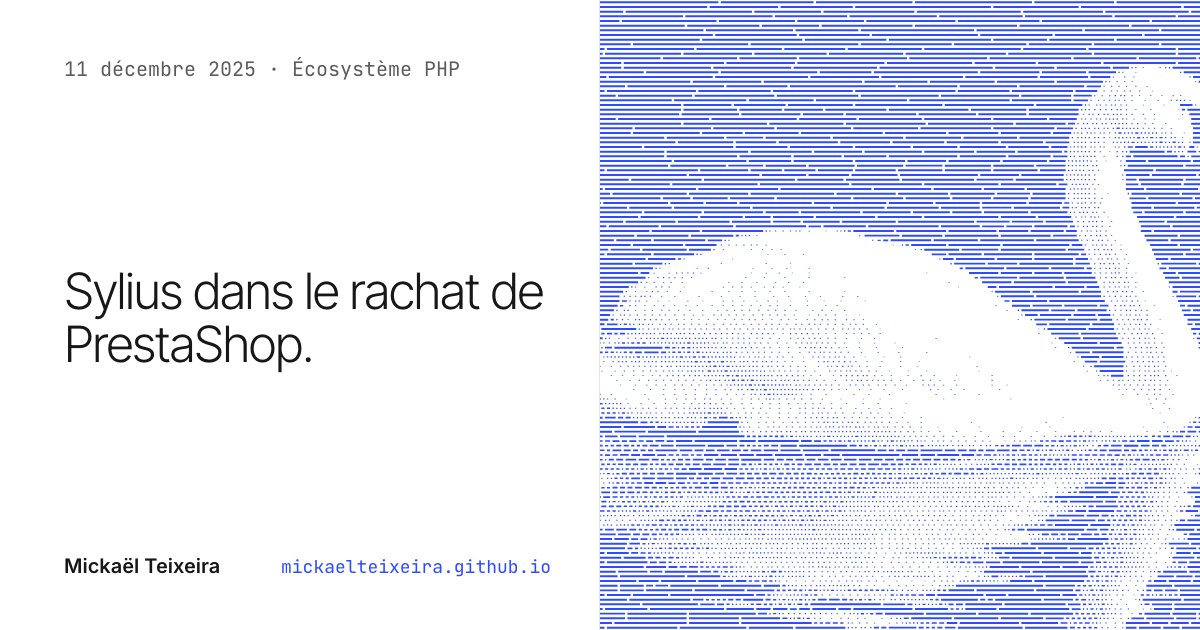 11 décembre 2025 · Écosystème PHP
Sylius dans le rachat de
PrestaShop.
Mickaël Teixeira
mickaelteixeira.github.io